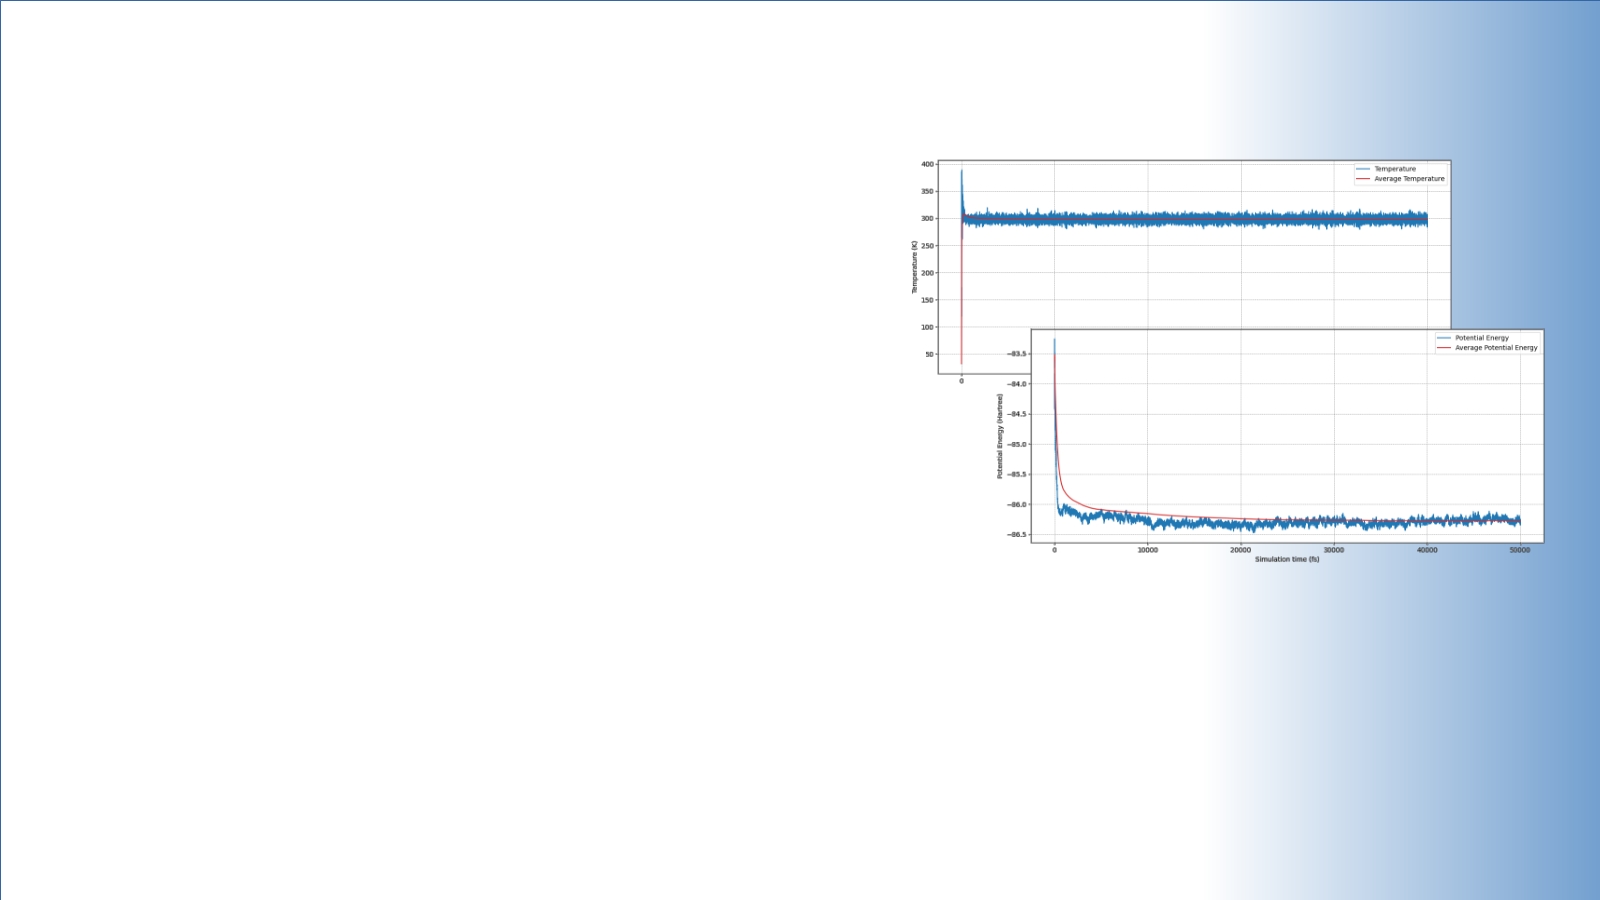 400
350
300
250
200
150
100
50
Temperature (K)
0
Temperature
Average Temperature
−83.5
−84.0
−84.5
−85.0
−85.5
−86.0
−86.5
Potential Energy (Hartree)
Potential Energy
Average Potential Energy
0 10000 20000 30000 40000 50000
Simulation time (fs)